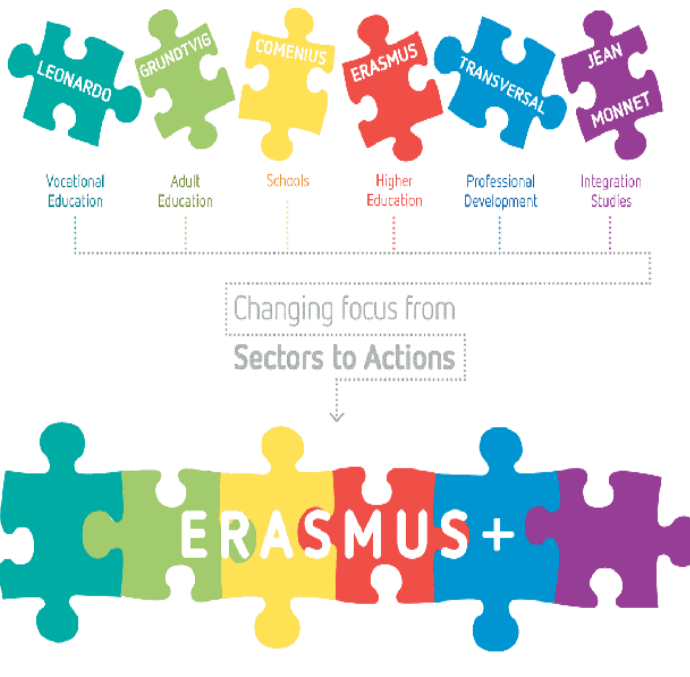 LEONARDO
GRUNDTVIG
COMENIUS
ERASMUS
TRANSVERSAL
JEAN
MONNET
Vocational
Education
Adult
Education
Schools
Higher
Education
Professional
Development
Integration
Studies
Changing focus from
Sectors to Actions
ERASMUS+